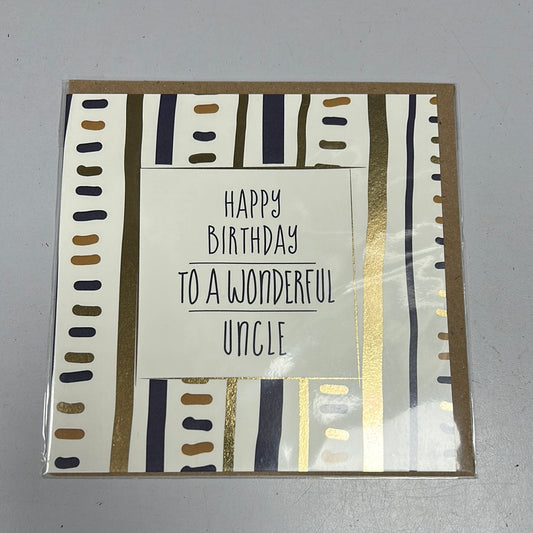 HAPPY
BIRTHDAY
TO A WONDERFUL
UNCLE